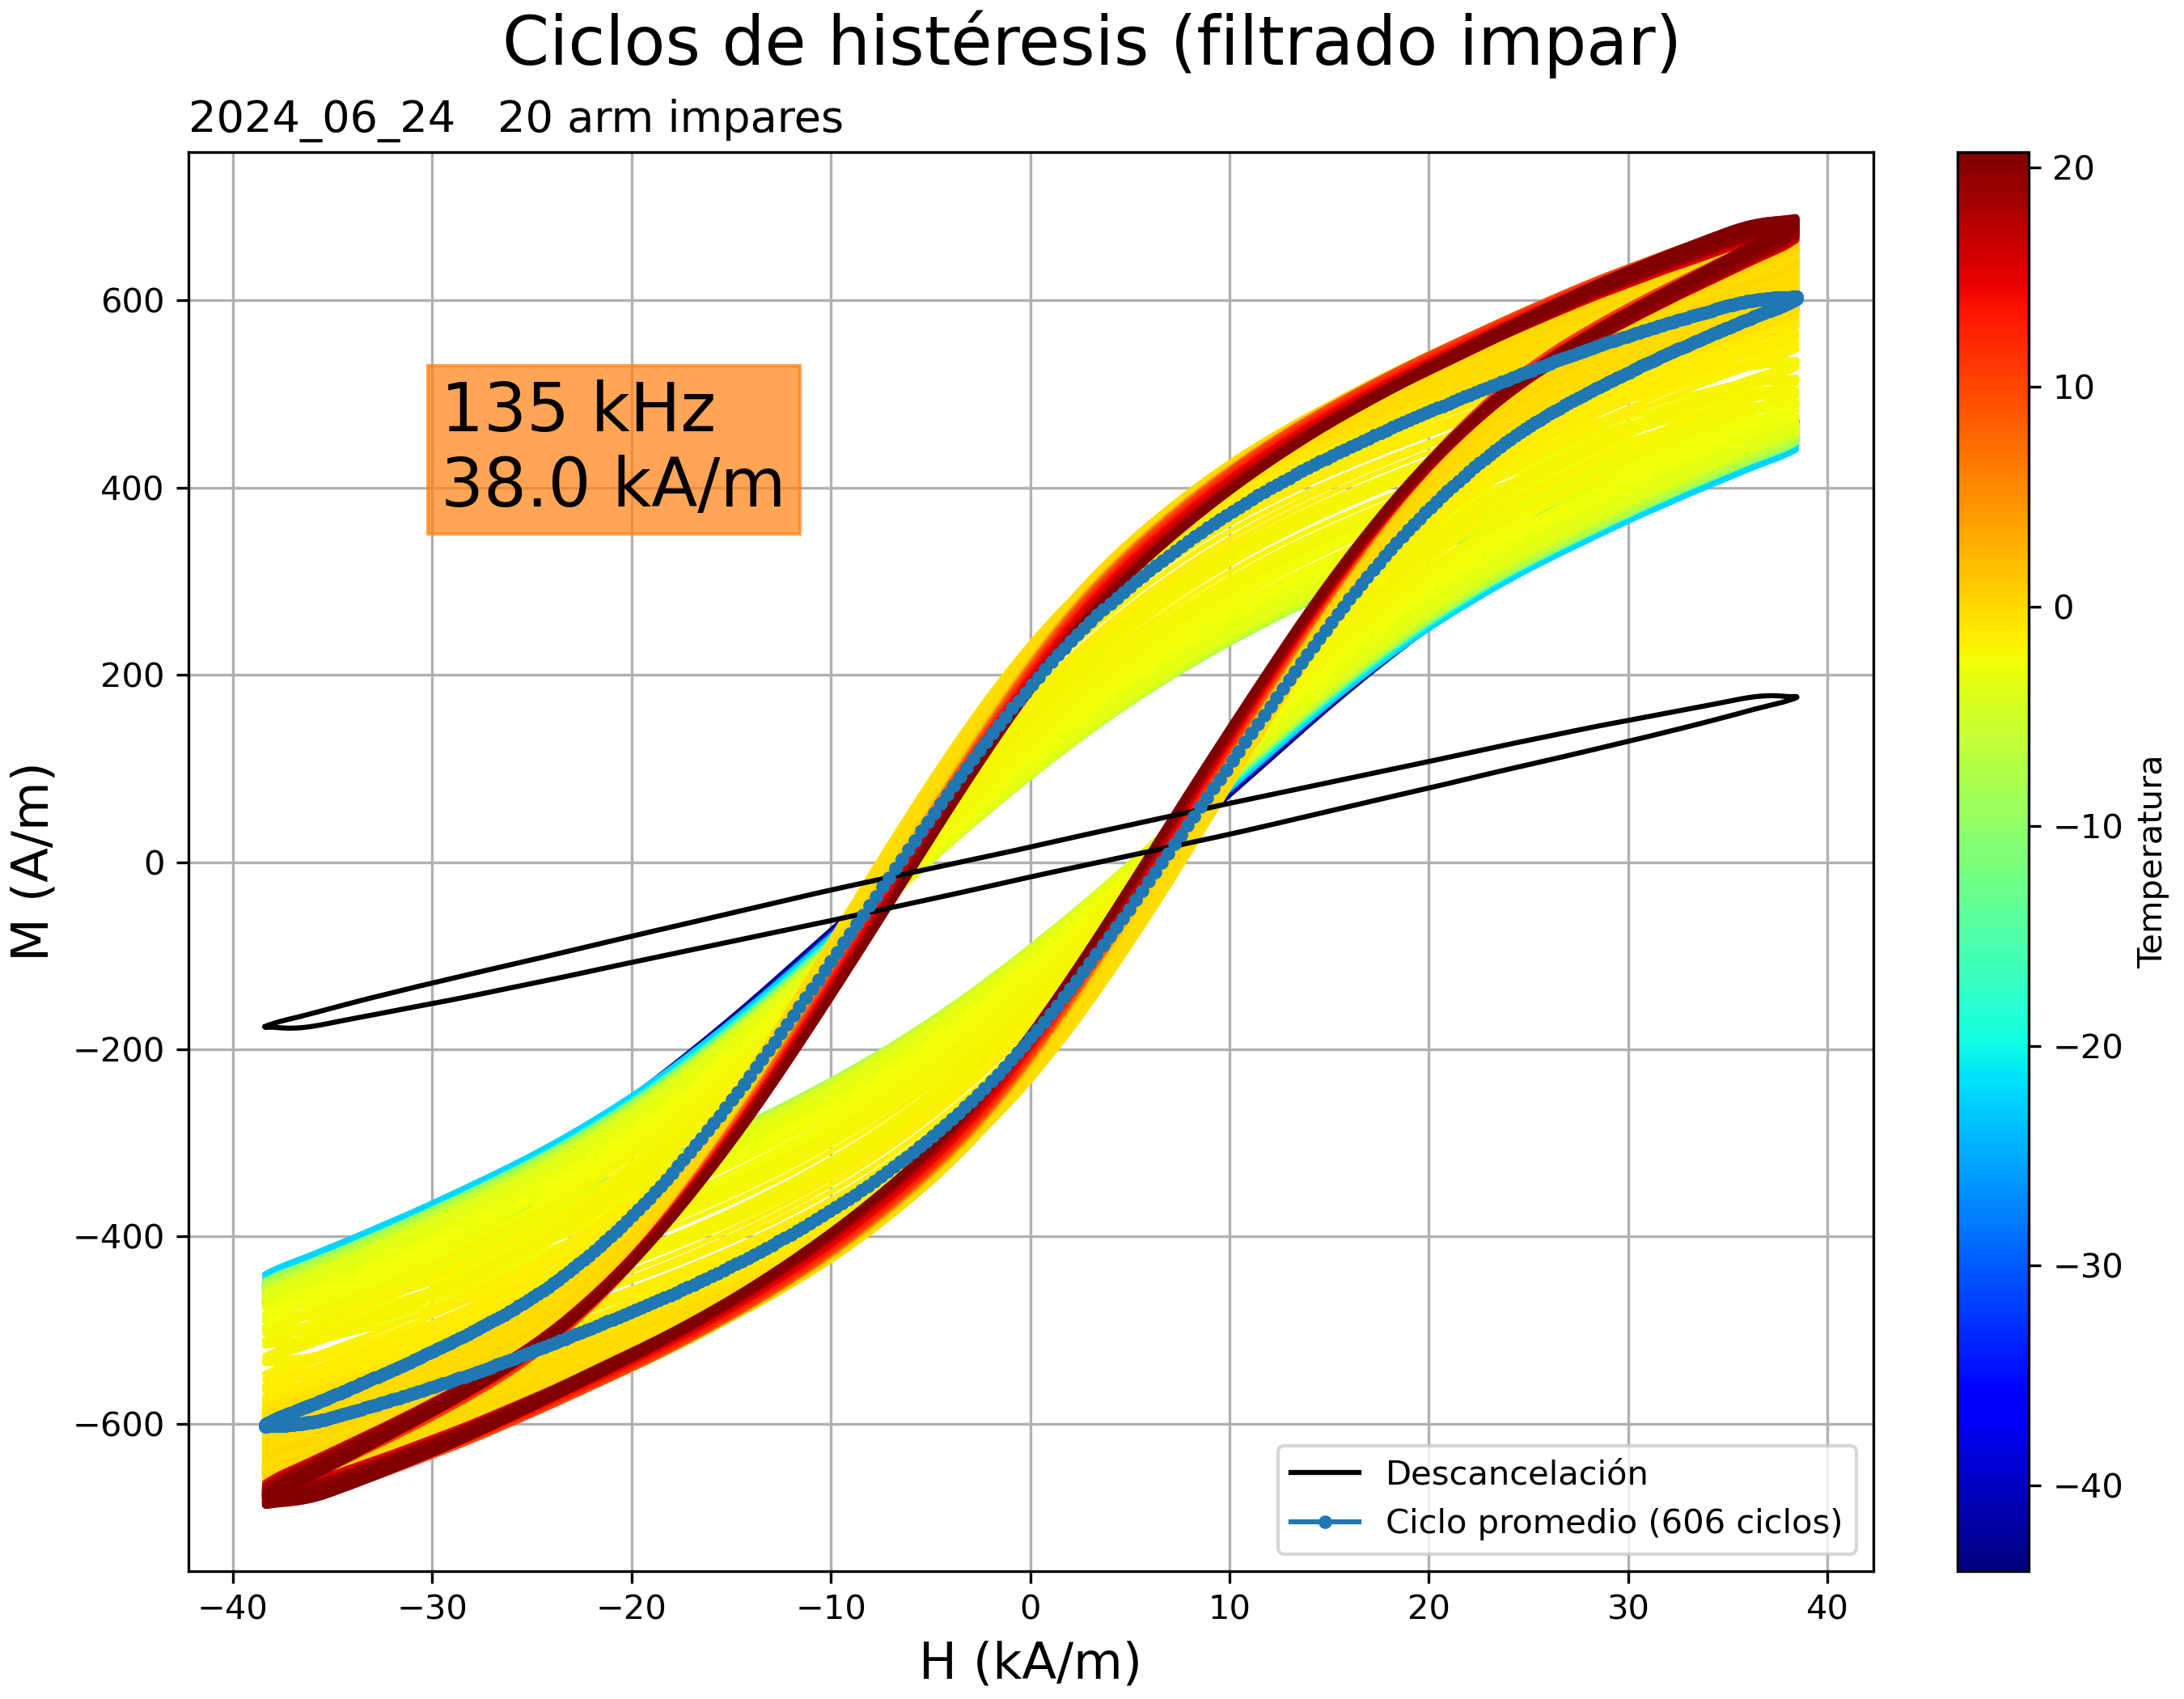 Ciclos de histéresis (filtrado impar)
2024_06_24   20 arm impares
135 kHz
38.0 kA/m
M (A/m)
600
400
200
0
−200
−400
−600
−40 −30 −20 −10 0 10 20 30 40
H (kA/m)
Descancelación
Ciclo promedio (606 ciclos)
20
10
0
−10
−20
−30
−40
Temperatura